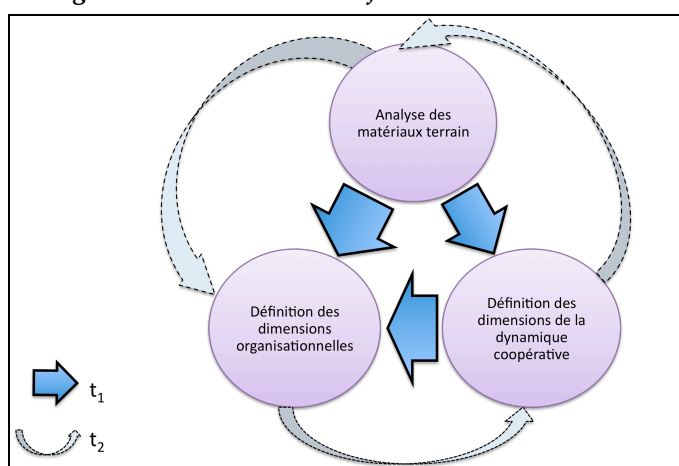 Analyse des
matériaux terrain
Définition des
dimensions
organisationnelles
Définition des
dimensions de la
dynamique
coopérative
t₁
t₂